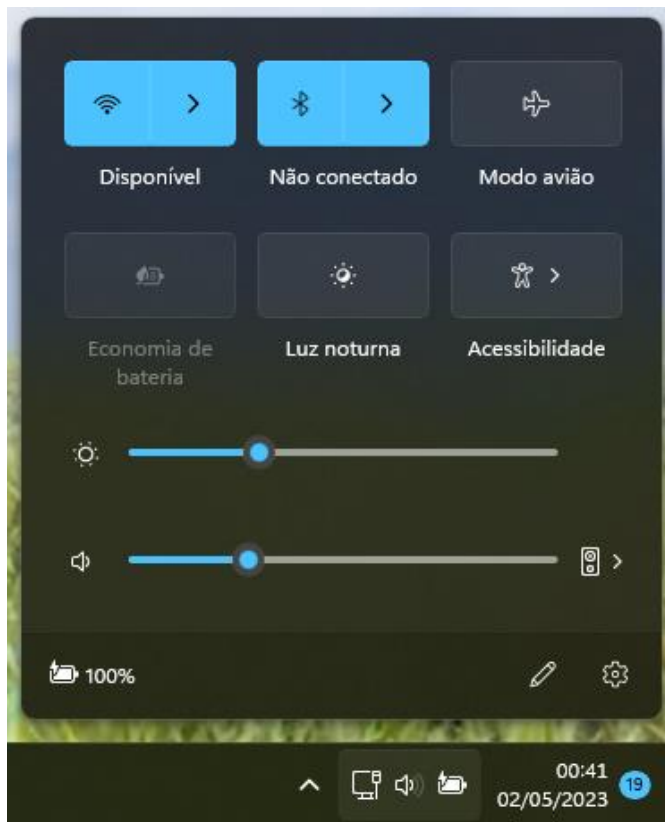 Disponível
Não conectado
Modo avião
Economia de
bateria
Luz noturna
Acessibilidade
100%
00:41
02/05/2023
19